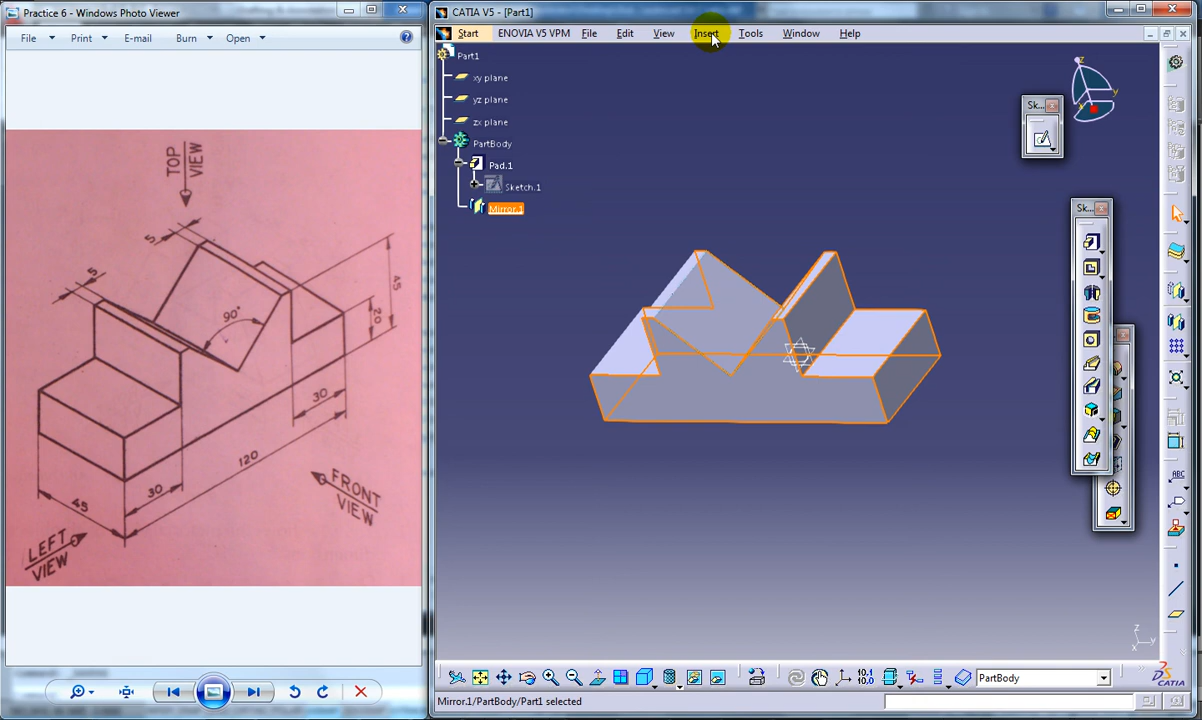 Practice 6 - Windows Photo Viewer
File Print E-mail Burn Open
TOP
VIEW
5
5
90°
45
20
30
120
30
45
FRONT
VIEW
LEFT
VIEW
CATIA V5 - [Part1]
Start ENOVIA V5 VPM File Edit View Insert Tools Window Help
Part1
xy plane
yz plane
zx plane
PartBody
Pad.1
Sketch.1
Mirror.1
Sk...
Sk...
z
y
x
z
y
x
PartBody
CATIA
Mirror.1/PartBody/Part1 selected